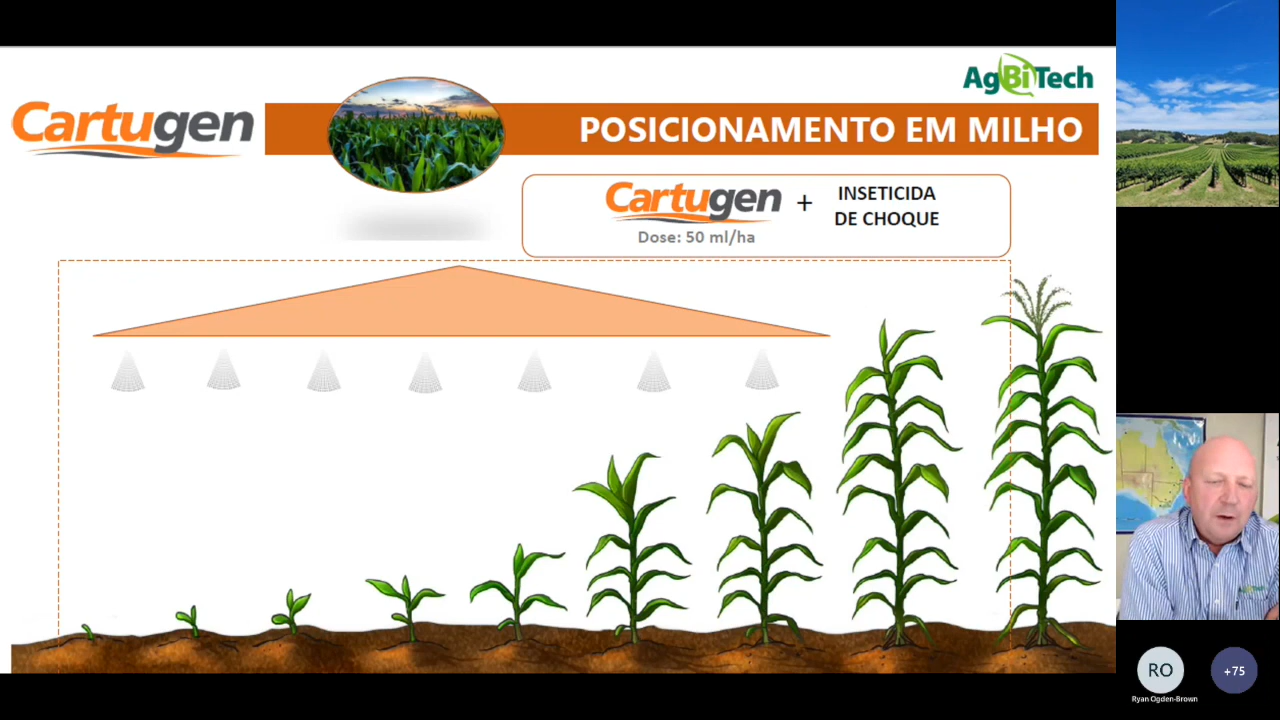 AgBiTech
Cartugen
POSICIONAMENTO EM MILHO
Cartugen + INSETICIDA
DE CHOQUE
Dose: 50 ml/ha
RO
+75
Ryan Ogden-Brown